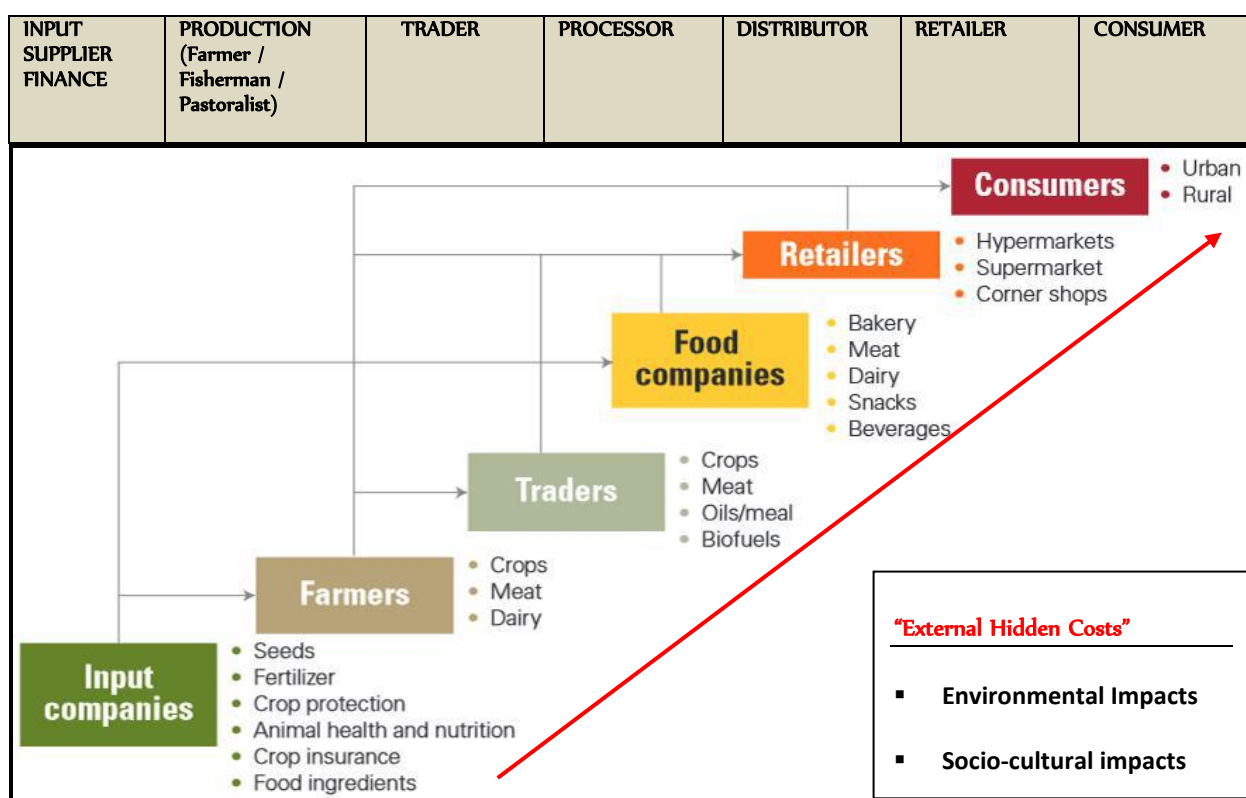 INPUT
SUPPLIER
FINANCE
PRODUCTION
(Farmer /
Fisherman /
Pastoralist)
TRADER
PROCESSOR
DISTRIBUTOR
RETAILER
CONSUMER
Consumers
• Urban
• Rural
Retailers
• Hypermarkets
• Supermarket
• Corner shops
Food
companies
• Bakery
• Meat
• Dairy
• Snacks
• Beverages
Traders
• Crops
• Meat
• Oils/meal
• Biofuels
Farmers
• Crops
• Meat
• Dairy
Input
companies
• Seeds
• Fertilizer
• Crop protection
• Animal health and nutrition
• Crop insurance
• Food ingredients
“External Hidden Costs”
▪ Environmental Impacts
▪ Socio-cultural impacts